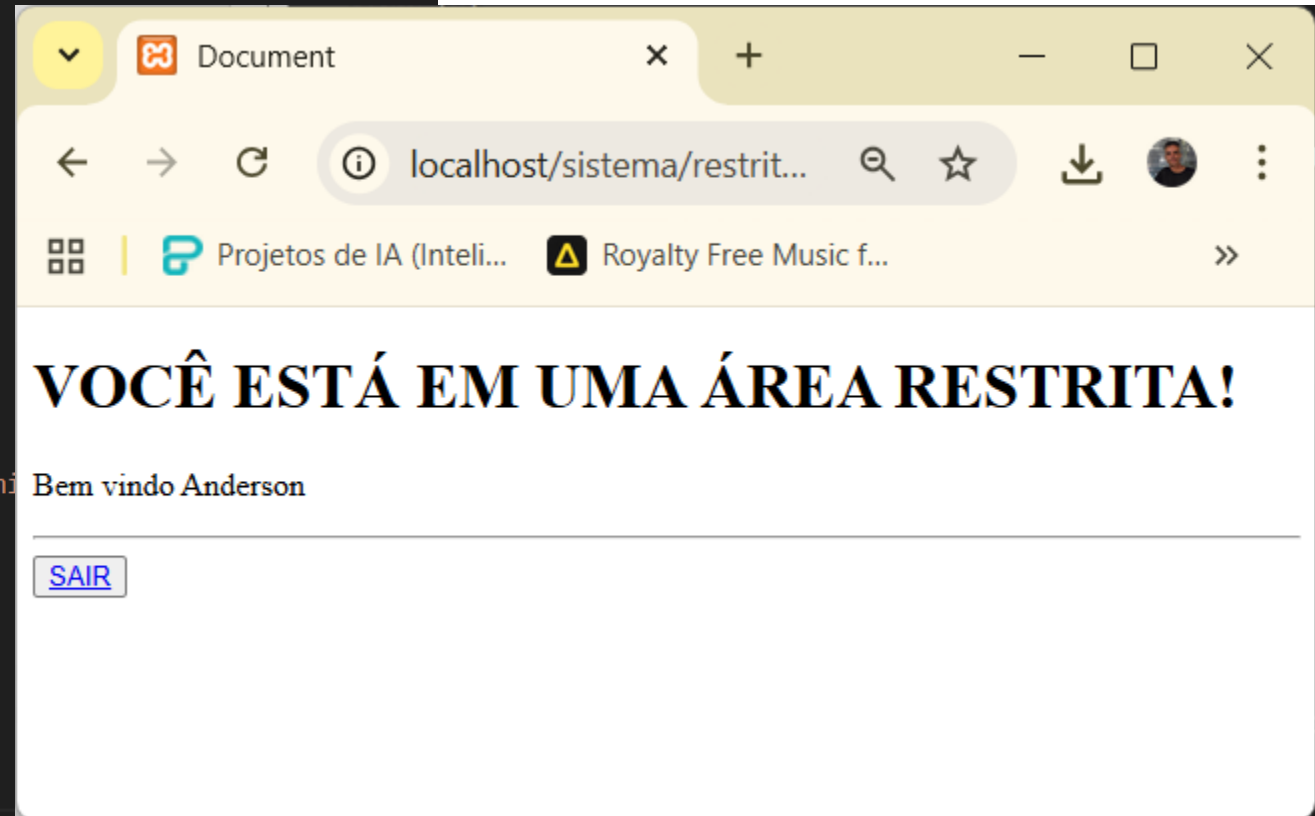 Document
localhost/sistema/restrit...
Projetos de IA (Inteli...
Royalty Free Music f...
VOCÊ ESTÁ EM UMA ÁREA RESTRITA!
Bem vindo Anderson
SAIR